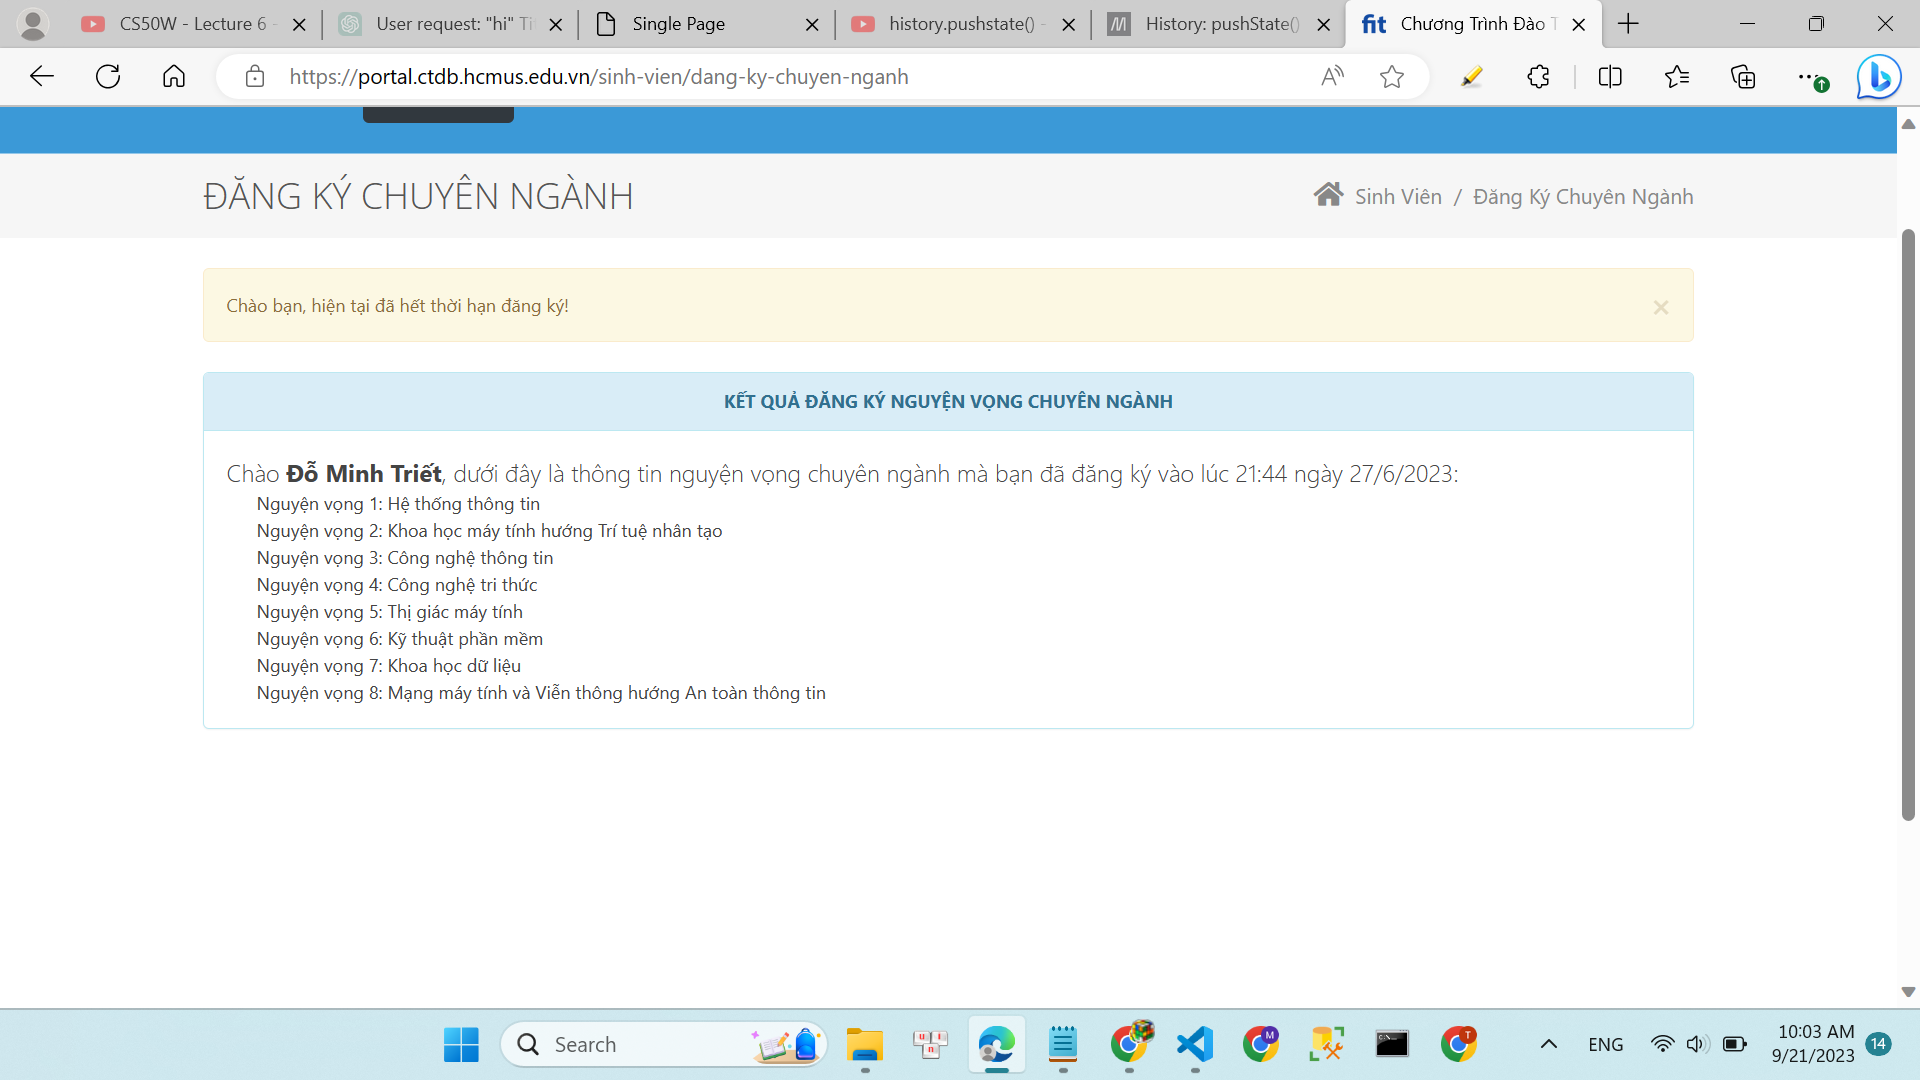 CS50W - Lecture 6 -
User request: "hi" Ti
Single Page
history.pushstate() -
History: pushState()
fit Chương Trình Đào T
https://portal.ctdb.hcmus.edu.vn/sinh-vien/dang-ky-chuyen-nganh
ĐĂNG KÝ CHUYÊN NGÀNH
Sinh Viên / Đăng Ký Chuyên Ngành
Chào bạn, hiện tại đã hết thời hạn đăng ký!
×
KẾT QUẢ ĐĂNG KÝ NGUYỆN VỌNG CHUYÊN NGÀNH
Chào Đỗ Minh Triết, dưới đây là thông tin nguyện vọng chuyên ngành mà bạn đã đăng ký vào lúc 21:44 ngày 27/6/2023:
Nguyện vọng 1: Hệ thống thông tin
Nguyện vọng 2: Khoa học máy tính hướng Trí tuệ nhân tạo
Nguyện vọng 3: Công nghệ thông tin
Nguyện vọng 4: Công nghệ tri thức
Nguyện vọng 5: Thị giác máy tính
Nguyện vọng 6: Kỹ thuật phần mềm
Nguyện vọng 7: Khoa học dữ liệu
Nguyện vọng 8: Mạng máy tính và Viễn thông hướng An toàn thông tin
Search
M
T
ENG
10:03 AM
9/21/2023
14